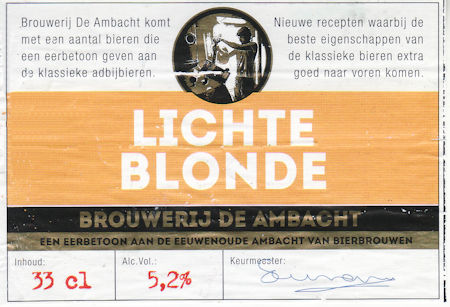 Brouwerij De Ambacht komt
met een aantal bieren die
een eerbetoon geven aan
de klassieke adbijbieren.
Nieuwe recepten waarbij de
beste eigenschappen van
de klassieke bieren extra
goed naar voren komen.
LICHTE
BLONDE
BROUWERIJ DE AMBACHT
EEN EERBETOON AAN DE EEUWENOUDE AMBACHT VAN BIERBROUWEN
Inhoud:
33 cl
Alc.Vol.:
5,2%
Keurmeester: